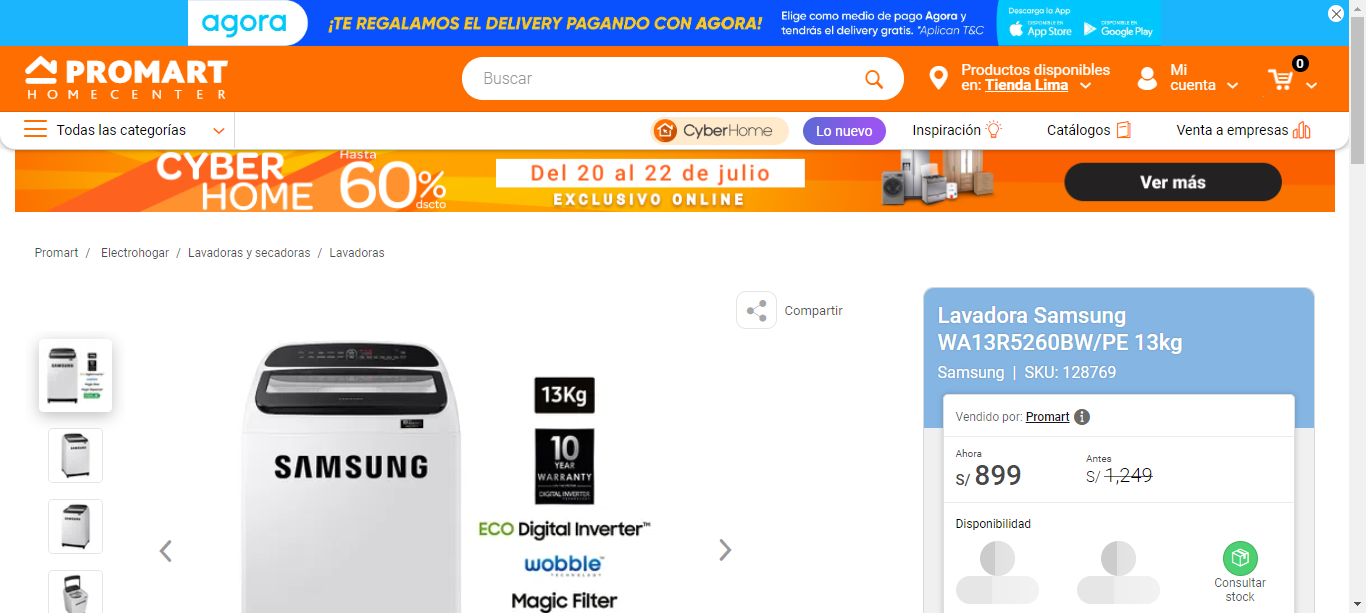 agora
¡TE REGALAMOS EL DELIVERY PAGANDO CON AGORA!
Elige como medio de pago Agora y
tendrás el delivery gratis. *Aplican T&C
Descarga la App
DISPONIBLE EN
App Store
DISPONIBLE EN
Google Play
PROMART
HOMECENTER
Buscar
Productos disponibles
en: Tienda Lima
Mi
cuenta
0
Todas las categorías
CyberHome
Lo nuevo
Inspiración
Catálogos
Venta a empresas
CYBER
HOME
Hasta
60%
dscto
Del 20 al 22 de julio
EXCLUSIVO ONLINE
Ver más
Promart / Electrohogar / Lavadoras y secadoras / Lavadoras
Compartir
SAMSUNG
SAMSUNG
13Kg
10
YEAR
WARRANTY
DIGITAL INVERTER
TECHNOLOGY
ECO Digital Inverter™
wobble™
TECHNOLOGY
Magic Filter
Lavadora Samsung
WA13R5260BW/PE 13kg
Samsung | SKU: 128769
Vendido por: Promart
Ahora
S/ 899
Antes
S/ 1,249
Disponibilidad
Consultar
stock